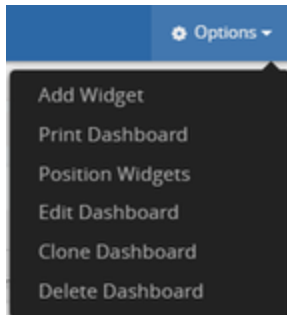 Options
Add Widget
Print Dashboard
Position Widgets
Edit Dashboard
Clone Dashboard
Delete Dashboard